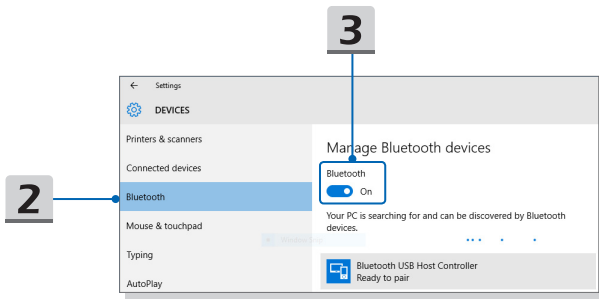 3
← Settings
DEVICES
Printers & scanners
Connected devices
Bluetooth
Mouse & touchpad
Typing
AutoPlay
2
Manage Bluetooth devices
Bluetooth
On
Your PC is searching for and can be discovered by Bluetooth
devices.
Bluetooth USB Host Controller
Ready to pair